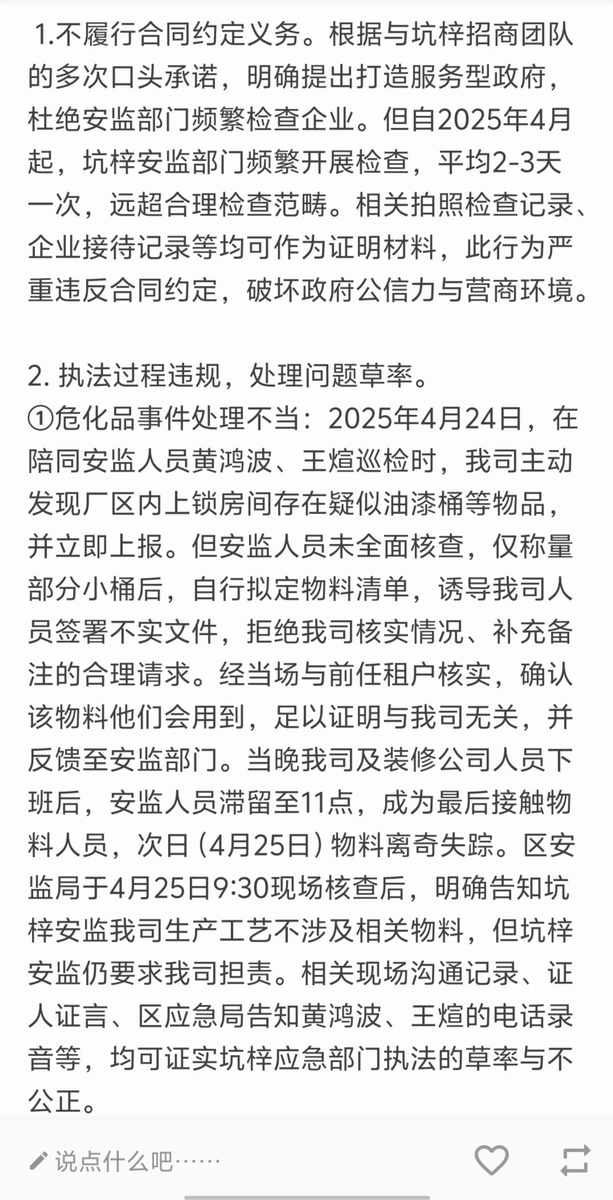 1.不履行合同约定义务。根据与坑梓招商团队
的多次口头承诺，明确提出打造服务型政府，
杜绝安监部门频繁检查企业。但自2025年4月
起，坑梓安监部门频繁开展检查，平均2-3天
一次，远超合理检查范畴。相关拍照检查记录、
企业接待记录等均可作为证明材料，此行为严
重违反合同约定，破坏政府公信力与营商环境。
2. 执法过程违规，处理问题草率。
①危化品事件处理不当：2025年4月24日，在
陪同安监人员黄鸿波、王煊巡检时，我司主动
发现厂区内上锁房间存在疑似油漆桶等物品，
并立即上报。但安监人员未全面核查，仅称量
部分小桶后，自行拟定物料清单，诱导我司人
员签署不实文件，拒绝我司核实情况、补充备
注的合理请求。经当场与前任租户核实，确认
该物料他们会用到，足以证明与我司无关，并
反馈至安监部门。当晚我司及装修公司人员下
班后，安监人员滞留至11点，成为最后接触物
料人员，次日（4月25日）物料离奇失踪。区安
监局于4月25日9:30现场核查后，明确告知坑
梓安监我司生产工艺不涉及相关物料，但坑梓
安监仍要求我司担责。相关现场沟通记录、证
人证言、区应急局告知黄鸿波、王煊的电话录
音等，均可证实坑梓应急部门执法的草率与不
公正。
说点什么吧……